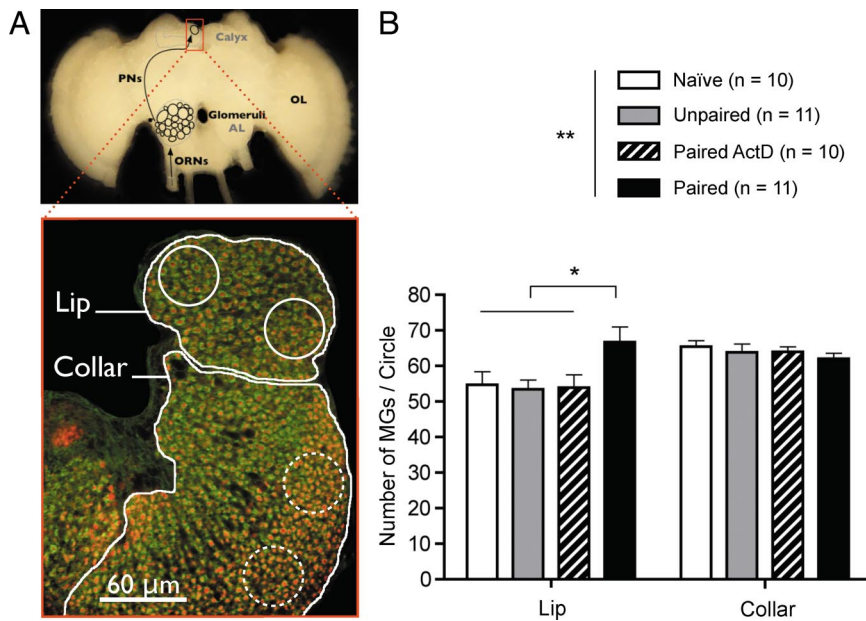 A
Calyx
PNs
OL
Glomeruli
AL
ORNs
Lip
Collar
60 µm
B
**
Naïve (n = 10)
Unpaired (n = 11)
Paired ActD (n = 10)
Paired (n = 11)
*
Number of MGs / Circle
80
70
60
50
40
30
20
10
0
Lip
Collar